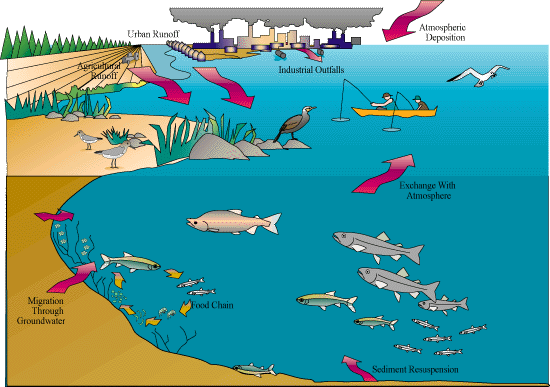 Urban Runoff
Atmospheric
Deposition
Agricultural
Runoff
Industrial Outfalls
Exchange With
Atmosphere
Migration
Through
Groundwater
Food Chain
Sediment Resuspension